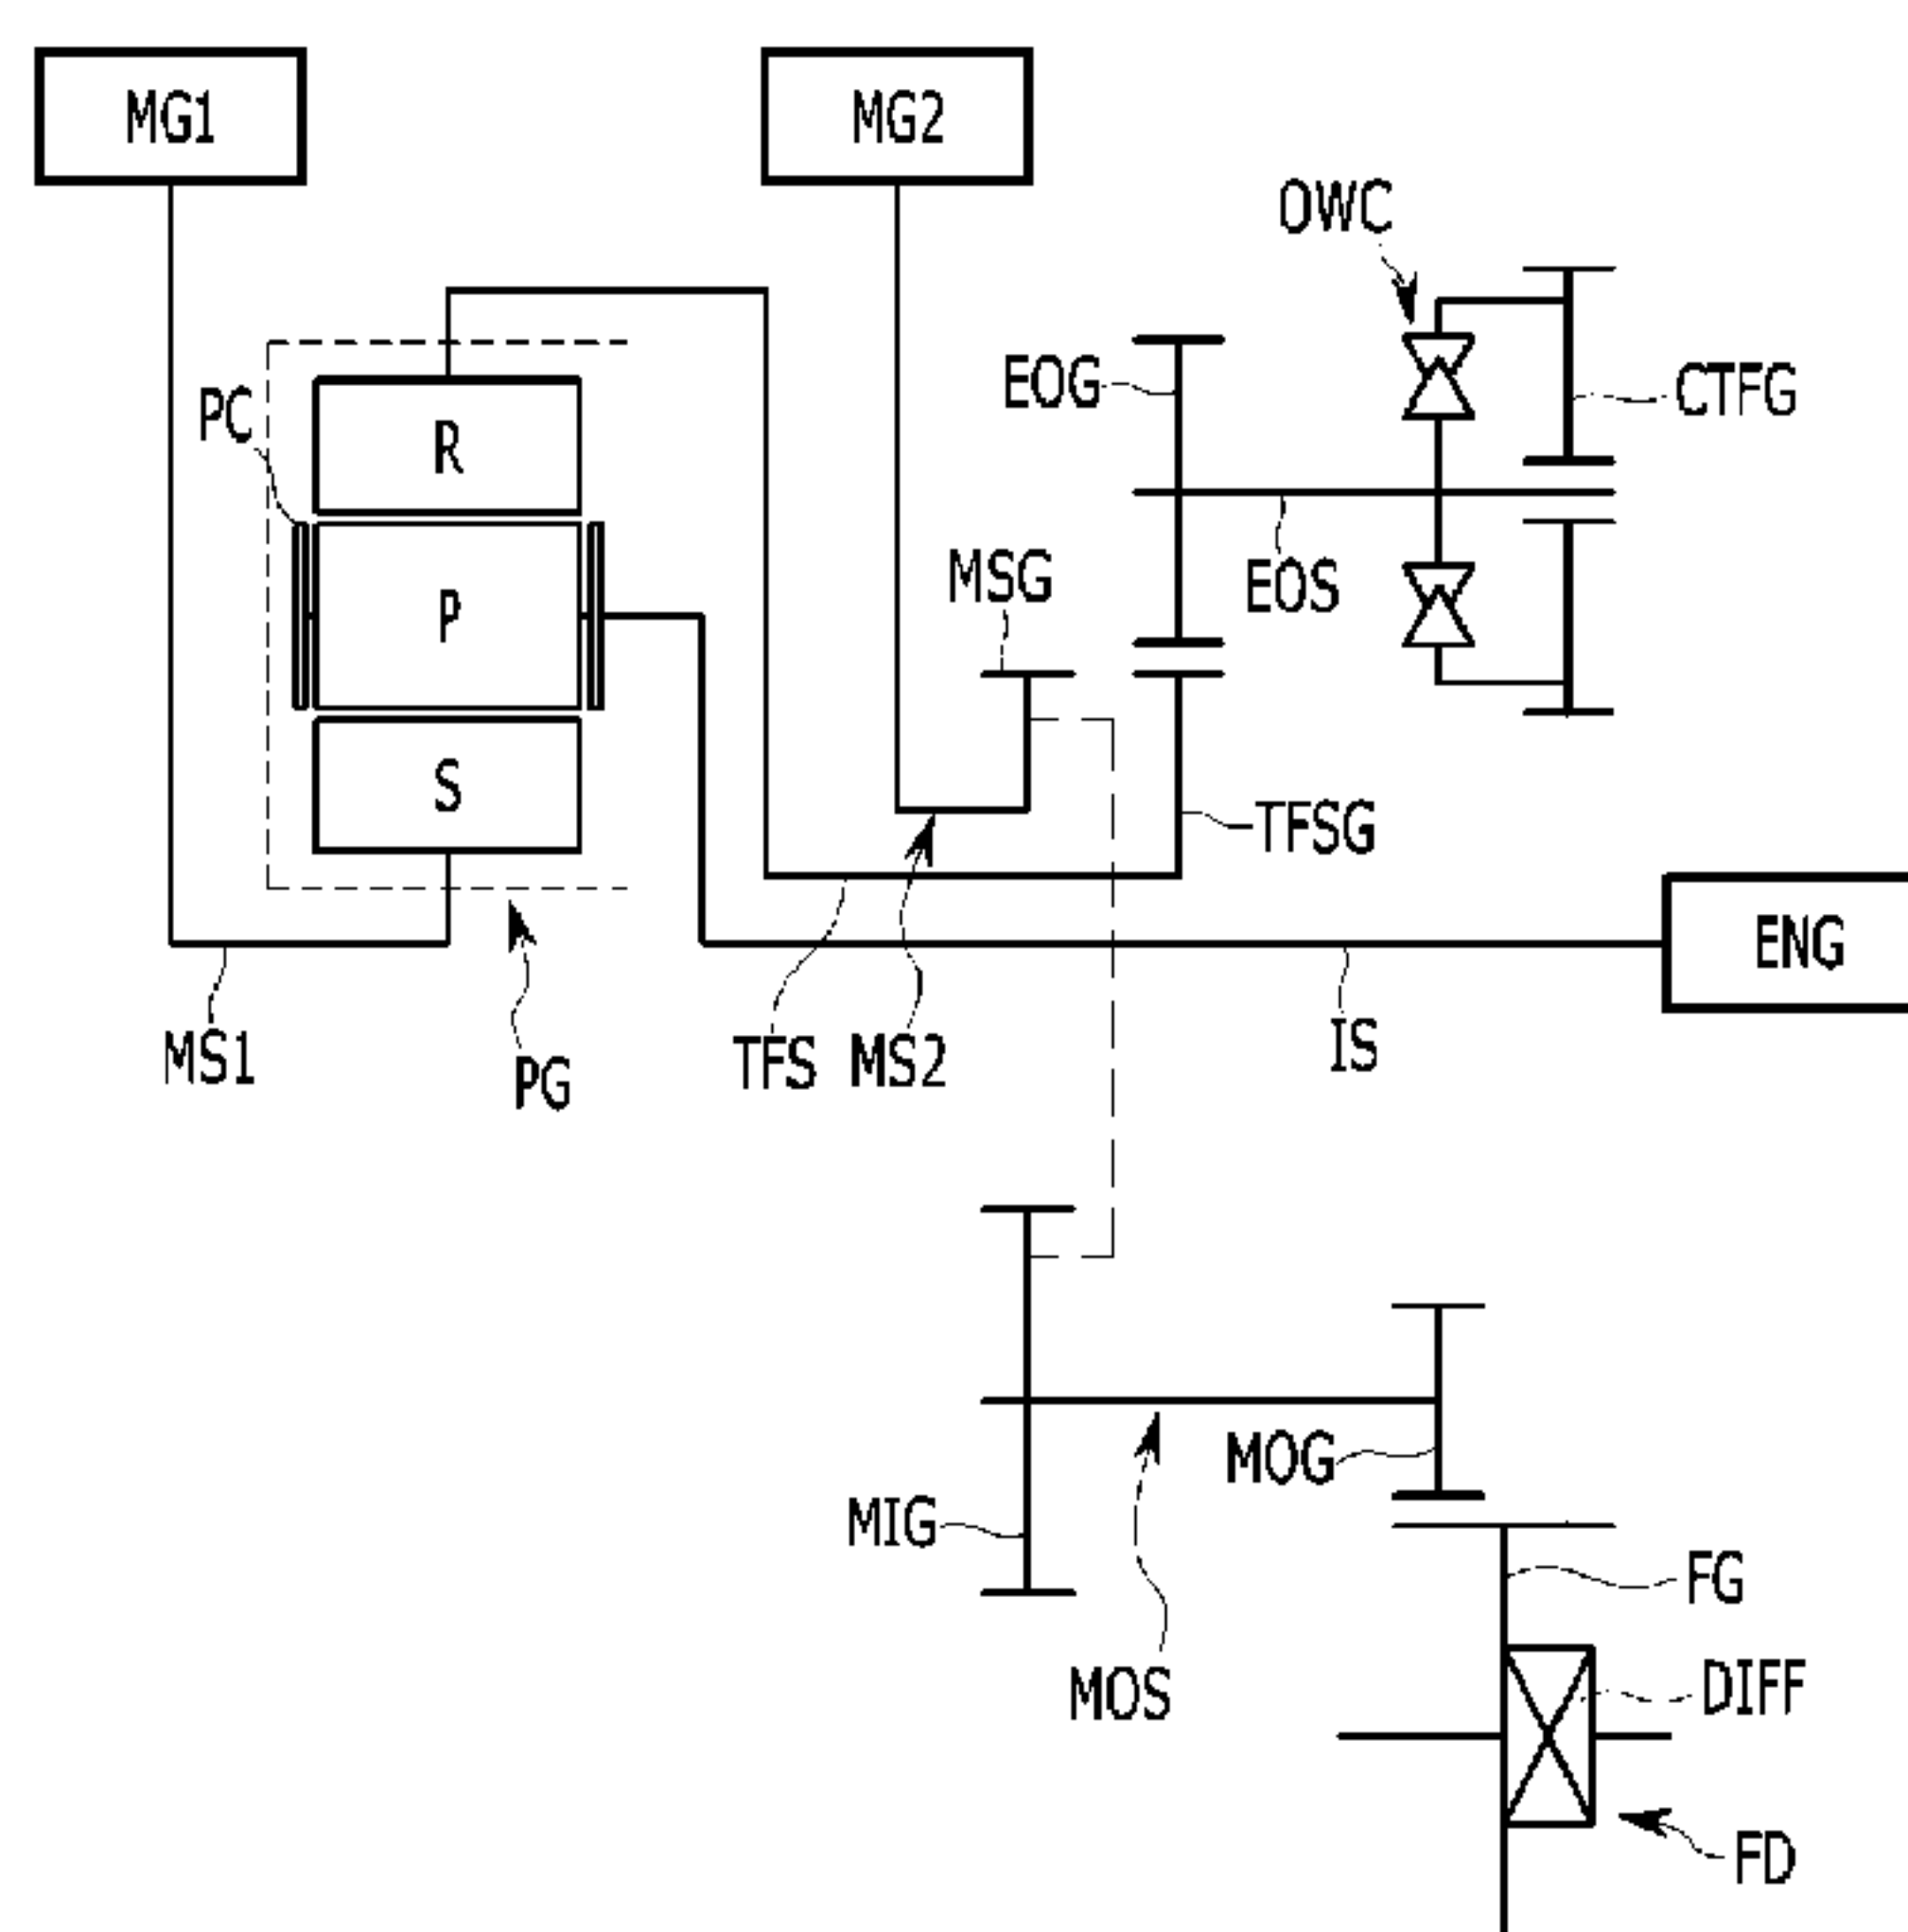 MG1
MG2
OWC
EOG
CTFG
PC
R
MSG
EOS
P
S
TFSG
ENG
MS1
PG
TFS
MS2
IS
MOG
MIG
FG
MOS
DIFF
FD